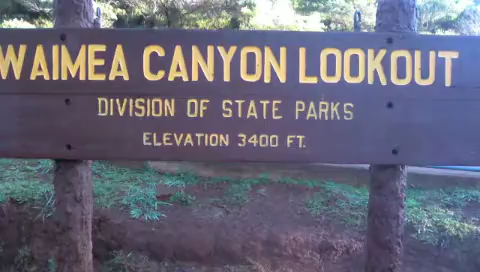 WAIMEA CANYON LOOKOUT
DIVISION OF STATE PARKS
ELEVATION 3400 FT.